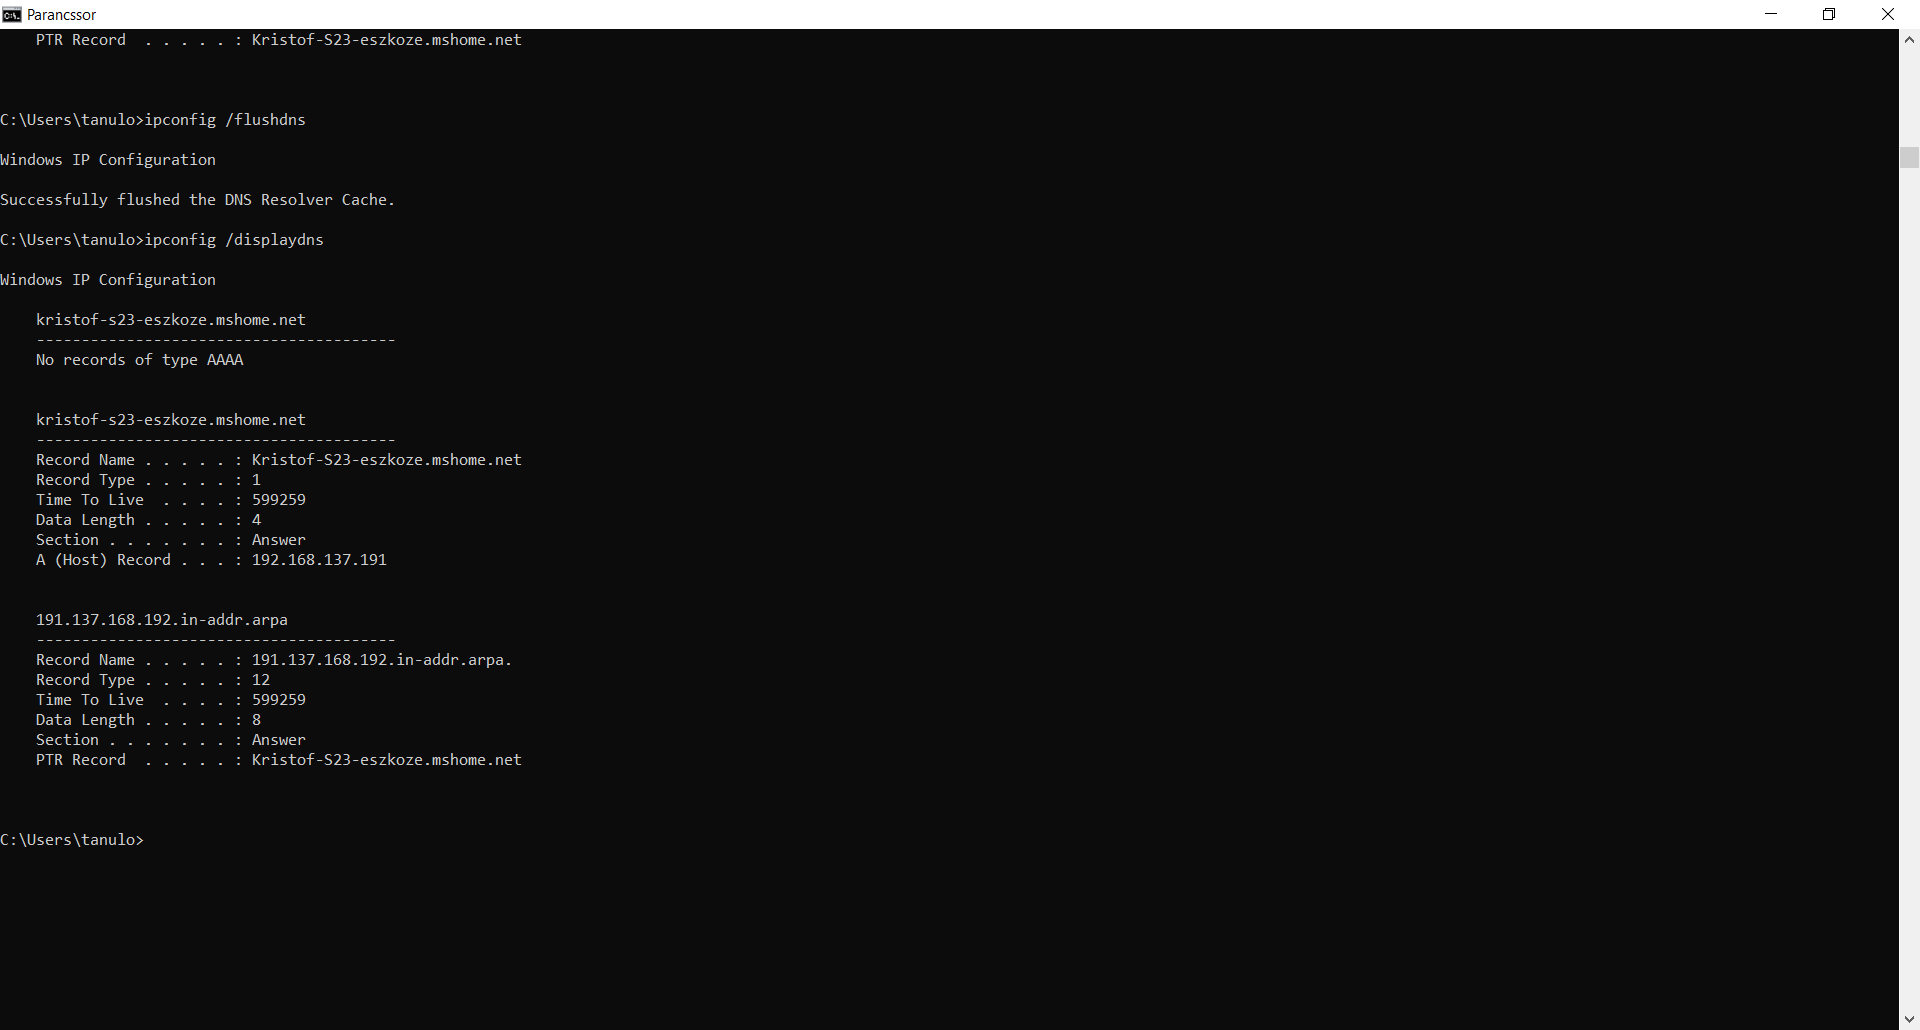 Parancssor
    PTR Record  . . . . . : Kristof-S23-eszkoze.mshome.net
C:\Users\tanulo>ipconfig /flushdns
Windows IP Configuration
Successfully flushed the DNS Resolver Cache.
C:\Users\tanulo>ipconfig /displaydns
Windows IP Configuration
    kristof-s23-eszkoze.mshome.net
    ----------------------------------------
    No records of type AAAA
    kristof-s23-eszkoze.mshome.net
    ----------------------------------------
    Record Name . . . . . : Kristof-S23-eszkoze.mshome.net
    Record Type . . . . . : 1
    Time To Live  . . . . : 599259
    Data Length . . . . . : 4
    Section . . . . . . . : Answer
    A (Host) Record . . . : 192.168.137.191
    191.137.168.192.in-addr.arpa
    ----------------------------------------
    Record Name . . . . . : 191.137.168.192.in-addr.arpa.
    Record Type . . . . . : 12
    Time To Live  . . . . : 599259
    Data Length . . . . . : 8
    Section . . . . . . . : Answer
    PTR Record  . . . . . : Kristof-S23-eszkoze.mshome.net
C:\Users\tanulo>